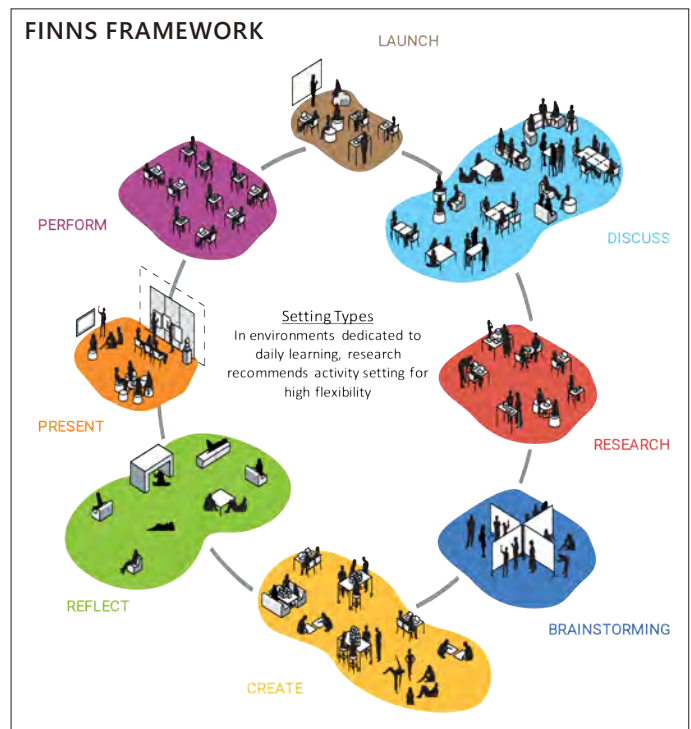 FINNS FRAMEWORK
LAUNCH
PERFORM
DISCUSS
Setting Types
In environments dedicated to
daily learning, research
recommends activity setting for
high flexibility
PRESENT
RESEARCH
REFLECT
BRAINSTORMING
CREATE